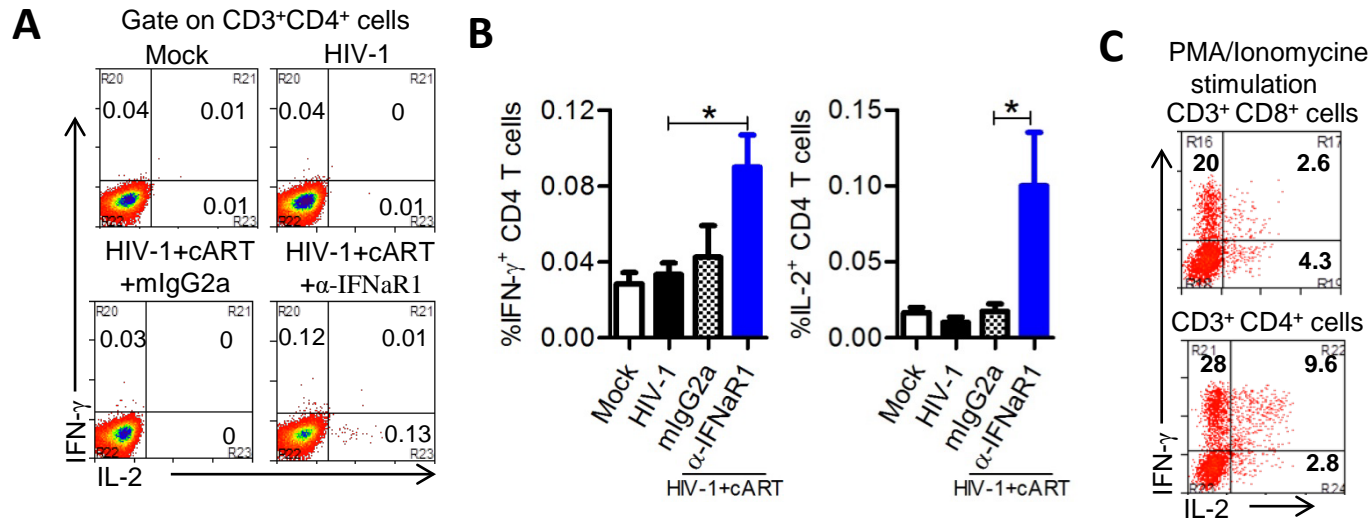 A
Gate on CD3⁺CD4⁺ cells
Mock
HIV-1
R20
R21
0.04
0.01
0.01
R22
R23
R20
R21
0.04
0
0.01
R22
R23
HIV-1+cART
+mIgG2a
HIV-1+cART
+α-IFNaR1
R20
R21
0.03
0
0
R22
R23
R20
R21
0.12
0.01
0.13
R22
R23
IFN-γ
IL-2
B
%IFN-γ⁺ CD4 T cells
0.12
0.08
0.04
0.00
*
Mock
HIV-1
mIgG2a
α-IFNaR1
HIV-1+cART
%IL-2⁺ CD4 T cells
0.15
0.10
0.05
0.00
*
Mock
HIV-1
mIgG2a
α-IFNaR1
HIV-1+cART
C
PMA/Ionomycine
stimulation
CD3⁺ CD8⁺ cells
R16
R17
20
2.6
4.3
R19
CD3⁺ CD4⁺ cells
R21
R22
28
9.6
2.8
R24
IFN-γ
IL-2